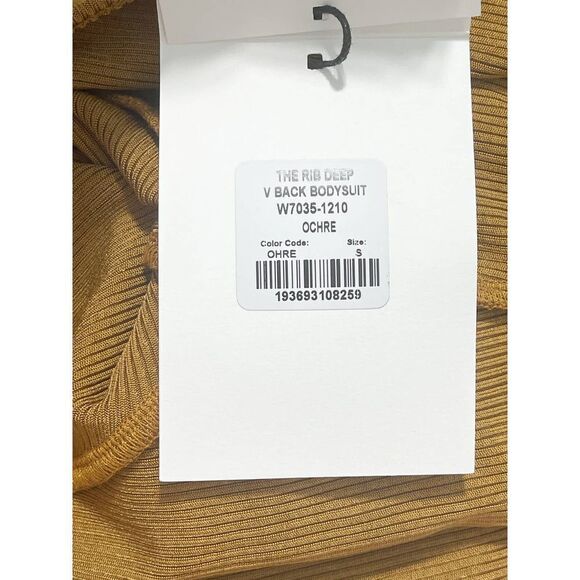 THE RIB DEEP
V BACK BODYSUIT
W7035-1210
OCHRE
Color Code: Size:
OHRE S
193693108259